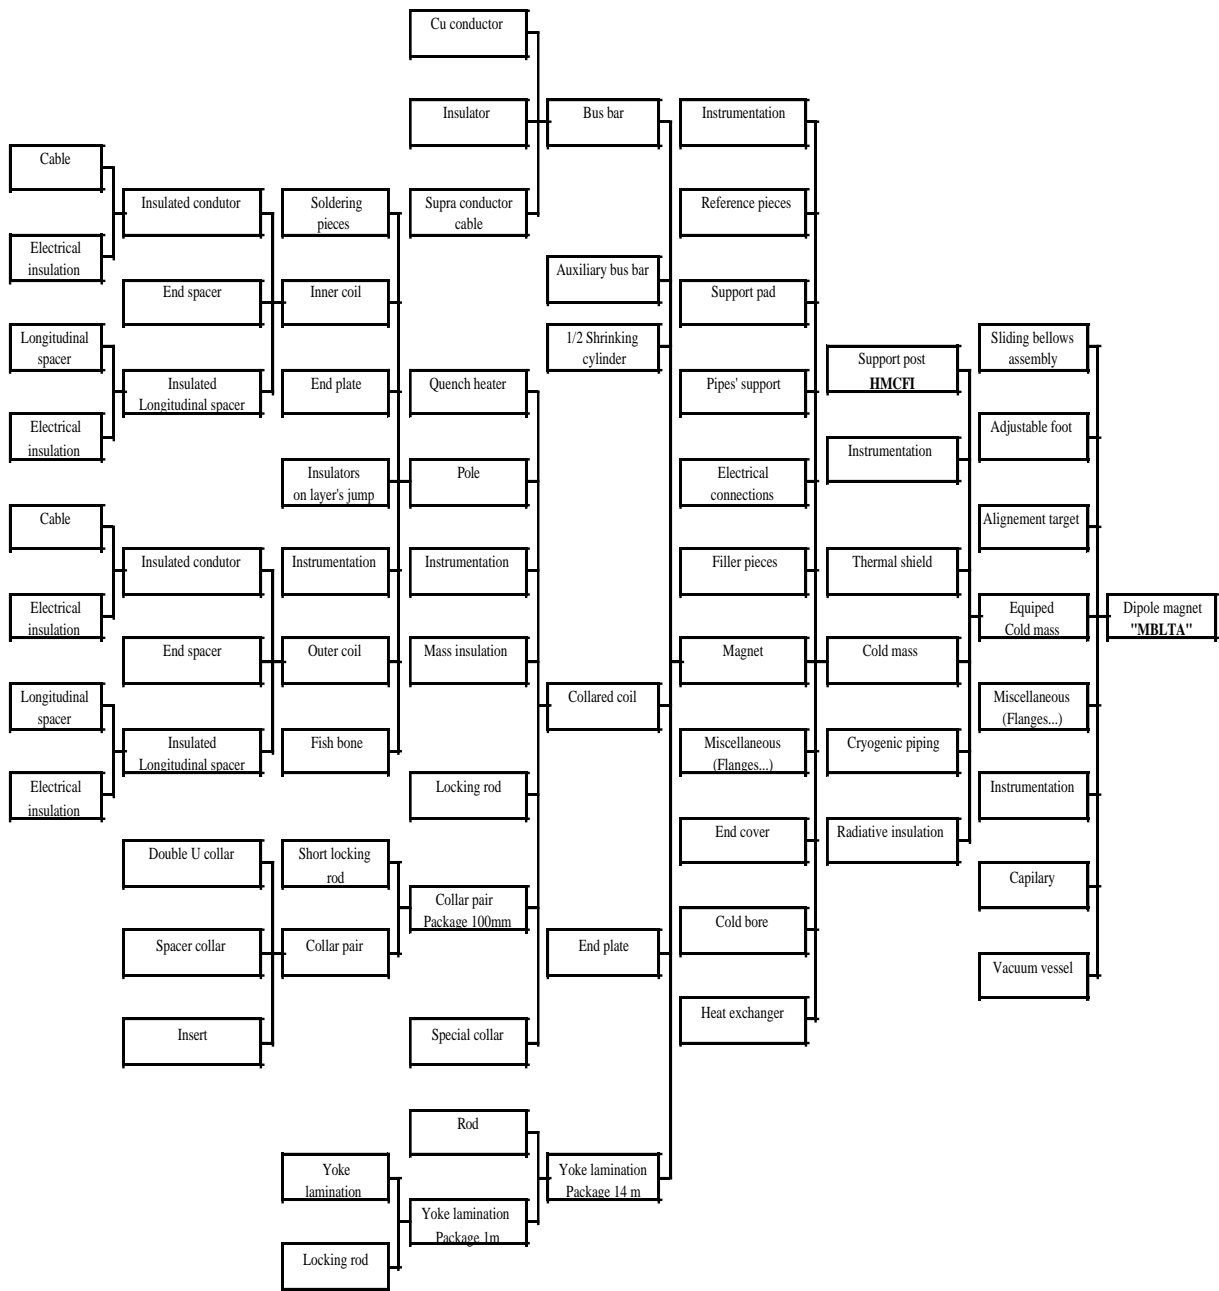 Cu conductor
Insulator
Bus bar
Instrumentation
Cable
Insulated condutor
Soldering
pieces
Supra conductor
cable
Reference pieces
Electrical
insulation
Auxiliary bus bar
End spacer
Inner coil
Support pad
Longitudinal
spacer
1/2 Shrinking
cylinder
Sliding bellows
assembly
Support post
HMCFI
Insulated
Longitudinal spacer
End plate
Quench heater
Pipes' support
Electrical
insulation
Adjustable foot
Instrumentation
Insulators
on layer's jump
Pole
Electrical
connections
Cable
Alignement target
Insulated condutor
Instrumentation
Instrumentation
Filler pieces
Thermal shield
Electrical
insulation
Equiped
Cold mass
Dipole magnet
"MBLTA"
End spacer
Outer coil
Mass insulation
Magnet
Cold mass
Longitudinal
spacer
Collared coil
Miscellaneous
(Flanges...)
Insulated
Longitudinal spacer
Fish bone
Miscellaneous
(Flanges...)
Cryogenic piping
Electrical
insulation
Locking rod
Instrumentation
Double U collar
Short locking
rod
End cover
Radiative insulation
Capilary
Collar pair
Package 100mm
Cold bore
Spacer collar
Collar pair
End plate
Vacuum vessel
Heat exchanger
Insert
Special collar
Rod
Yoke
lamination
Yoke lamination
Package 14 m
Yoke lamination
Package 1m
Locking rod